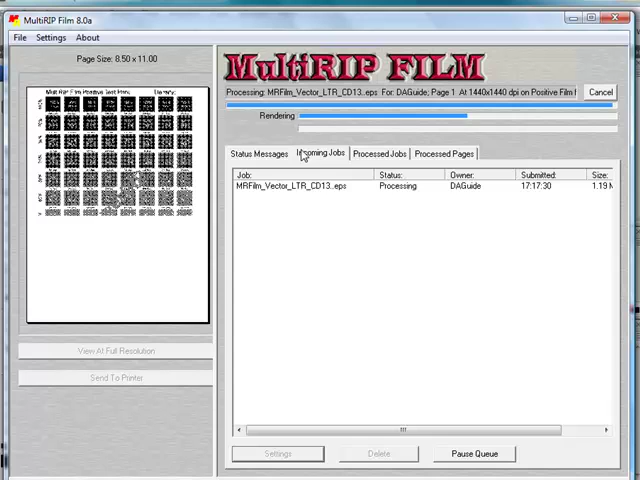 MultiRIP Film 8.0a
File Settings About
Page Size: 8.50 x 11.00
MultiRIP FILM
Processing: MRFilm_Vector_LTR_CD13..eps For: DAGuide; Page 1 At 1440x1440 dpi on Positive Film f
Cancel
Rendering
Status Messages Incoming Jobs Processed Jobs Processed Pages
Job: Status: Owner: Submitted: Size:
MRFilm_Vector_LTR_CD13..eps Processing DAGuide 17:17:30 1.19 M
View At Full Resolution
Send To Printer
Settings Delete Pause Queue